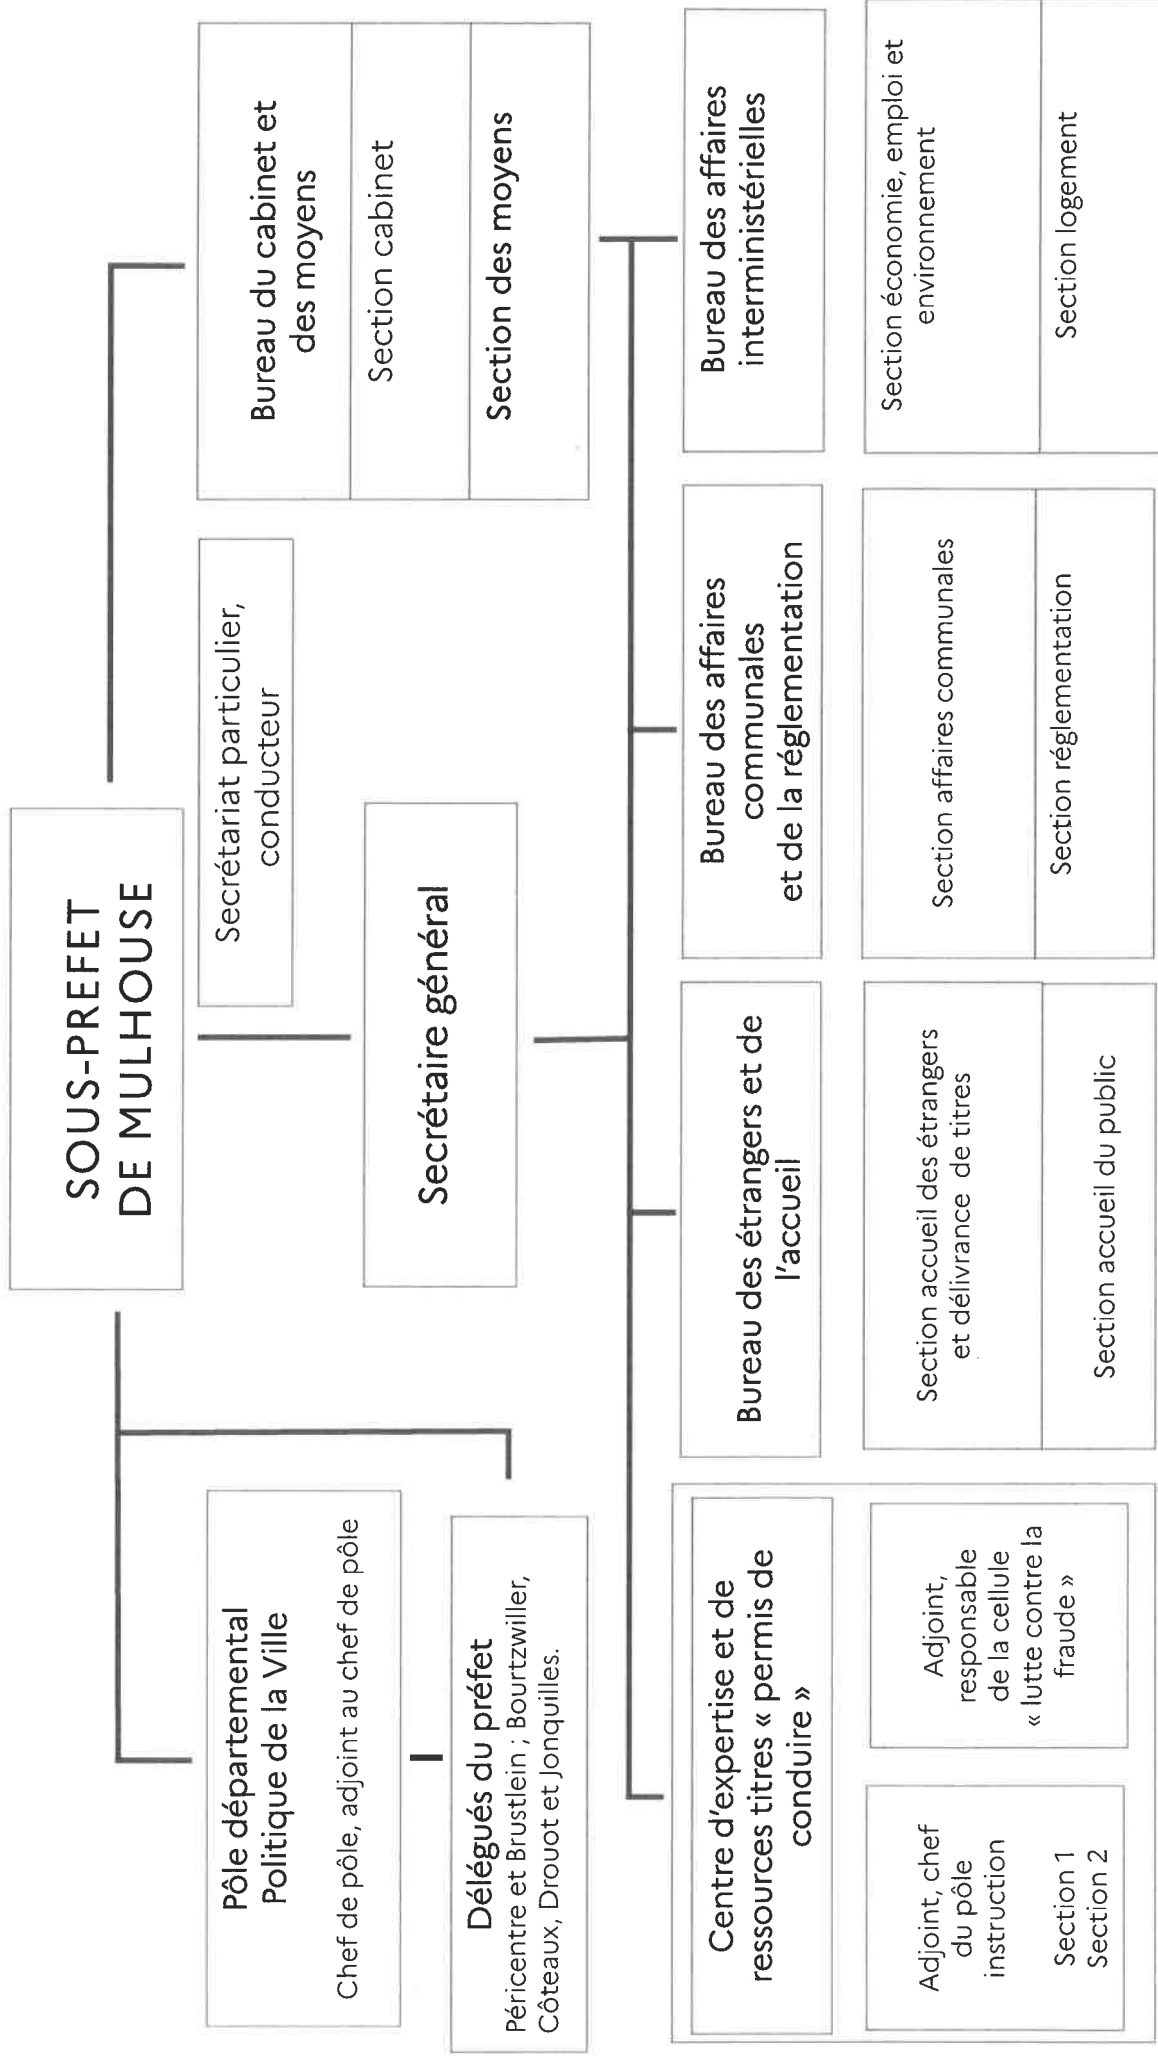 SOUS-PREFET
DE MULHOUSE
Secrétariat particulier,
conducteur
Secrétaire général
Bureau du cabinet et
des moyens
Section cabinet
Section des moyens
Pôle départemental
Politique de la Ville
Chef de pôle, adjoint au chef de pôle
Délégués du préfet
Péricentre et Brustlein ; Bourtzwiller,
Côteaux, Drouot et Jonquilles.
Centre d'expertise et de
ressources titres « permis de
conduire »
Adjoint, chef
du pôle
instruction
Section 1
Section 2
Adjoint,
responsable
de la cellule
« lutte contre la
fraude »
Bureau des étrangers et de
l'accueil
Section accueil des étrangers
et délivrance de titres
Section accueil du public
Bureau des affaires
communales
et de la réglementation
Section affaires communales
Section réglementation
Bureau des affaires
interministérielles
Section économie, emploi et
environnement
Section logement